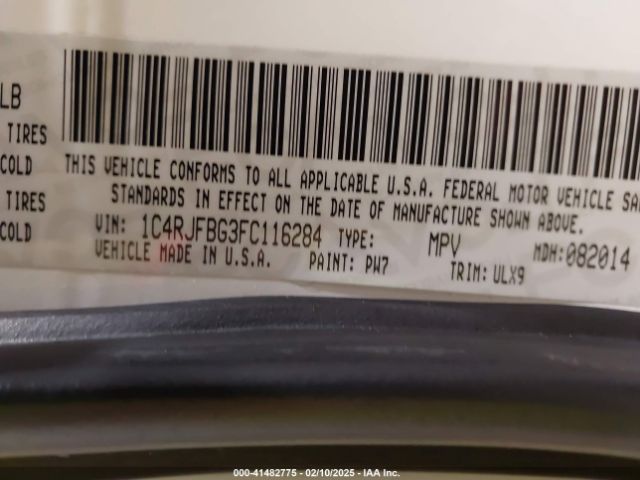 LB
TIRES
COLD
TIRES
COLD
THIS VEHICLE CONFORMS TO ALL APPLICABLE U.S.A. FEDERAL MOTOR VEHICLE SA
STANDARDS IN EFFECT ON THE DATE OF MANUFACTURE SHOWN ABOVE.
VIN: 1C4RJFBG3FC116284 TYPE: MPV MDH:082014
VEHICLE MADE IN U.S.A. PAINT: PW7 TRIM: ULX9
000-41482775 - 02/10/2025 - IAA Inc.